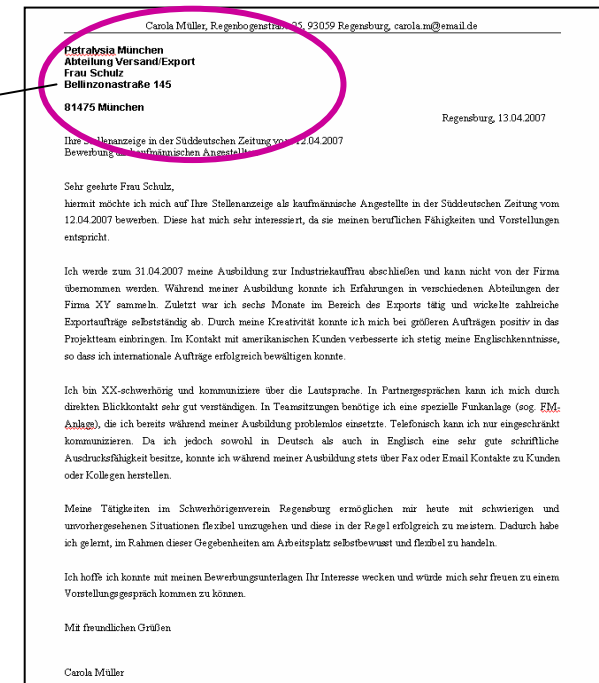 Carola Müller, Regenbogenstraße 25, 93059 Regensburg, carola.m@email.de
Petralysia München
Abteilung Versand/Export
Frau Schulz
Bellinzonastraße 145
81475 München
Regensburg, 13.04.2007
Ihre Stellenanzeige in der Süddeutschen Zeitung vom 12.04.2007
Bewerbung als kaufmännischen Angestellte
Sehr geehrte Frau Schulz,
hiermit möchte ich mich auf Ihre Stellenanzeige als kaufmännische Angestellte in der Süddeutschen Zeitung vom
12.04.2007 bewerben. Diese hat mich sehr interessiert, da sie meinen beruflichen Fähigkeiten und Vorstellungen
entspricht.
Ich werde zum 31.04.2007 meine Ausbildung zur Industriekauffrau abschließen und kann nicht von der Firma
übernommen werden. Während meiner Ausbildung konnte ich Erfahrungen in verschiedenen Abteilungen der
Firma XY sammeln. Zuletzt war ich sechs Monate im Bereich des Exports tätig und wickelte zahlreiche
Exportaufträge selbstständig ab. Durch meine Kreativität konnte ich mich bei größeren Aufträgen positiv in das
Projektteam einbringen. Im Kontakt mit amerikanischen Kunden verbesserte ich stetig meine Englischkenntnisse,
so dass ich internationale Aufträge erfolgreich bewältigen konnte.
Ich bin XX-schwerhörig und kommuniziere über die Lautsprache. In Partnergesprächen kann ich mich durch
direkten Blickkontakt sehr gut verständigen. In Teamsitzungen benötige ich eine spezielle Funkanlage (sog. FM-
Anlage), die ich bereits während meiner Ausbildung problemlos einsetzte. Telefonisch kann ich nur eingeschränkt
kommunizieren. Da ich jedoch sowohl in Deutsch als auch in Englisch eine sehr gute schriftliche
Ausdrucksfähigkeit besitze, konnte ich während meiner Ausbildung stets über Fax oder Email Kontakte zu Kunden
oder Kollegen herstellen.
Meine Tätigkeiten im Schwerhörigenverein Regensburg ermöglichen mir heute mit schwierigen und
unvorhergesehenen Situationen flexibel umzugehen und diese in der Regel erfolgreich zu meistern. Dadurch habe
ich gelernt, im Rahmen dieser Gegebenheiten am Arbeitsplatz selbstbewusst und flexibel zu handeln.
Ich hoffe ich konnte mit meinen Bewerbungsunterlagen Ihr Interesse wecken und würde mich sehr freuen zu einem
Vorstellungsgespräch kommen zu können.
Mit freundlichen Grüßen
Carola Müller